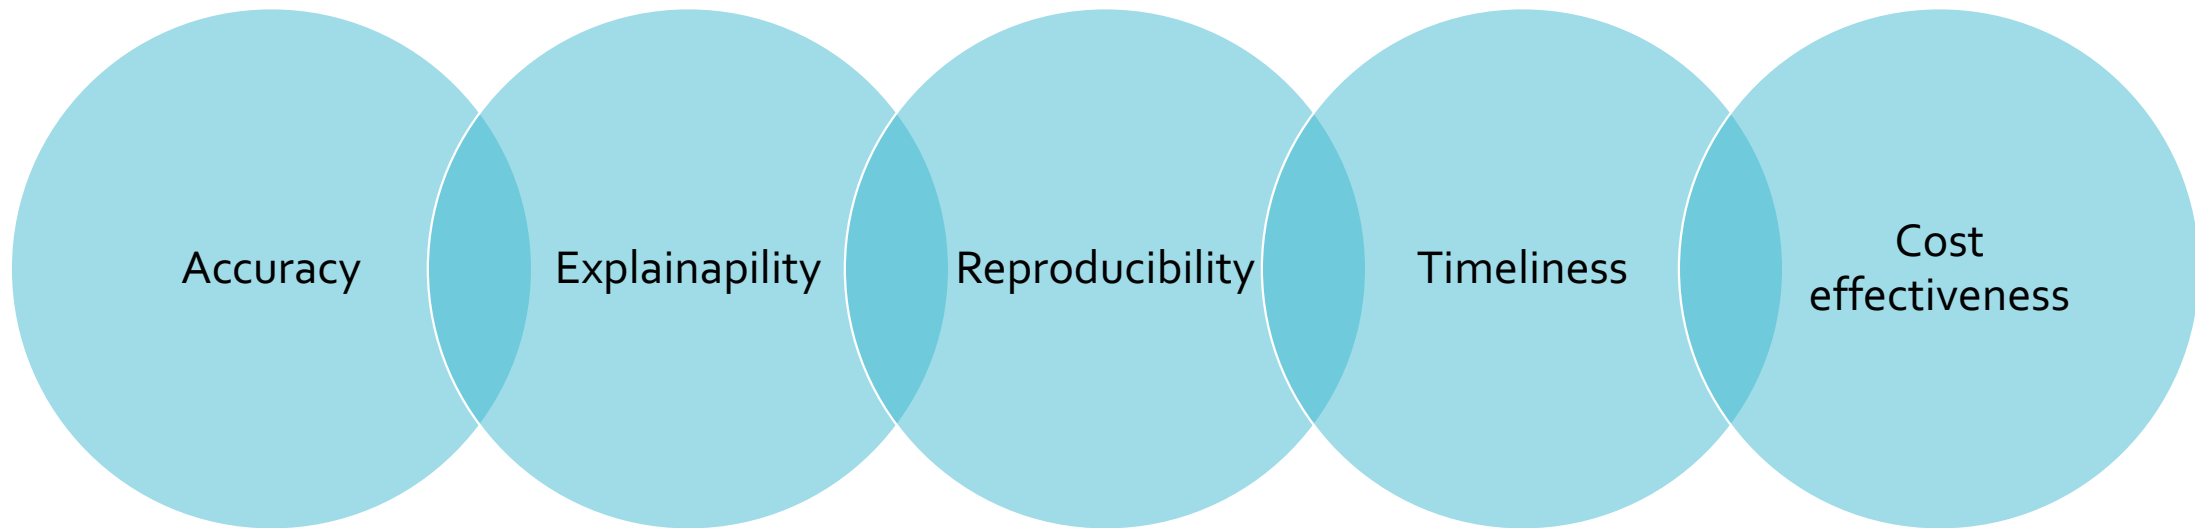 Accuracy
Explainapility
Reproducibility
Timeliness
Cost
effectiveness